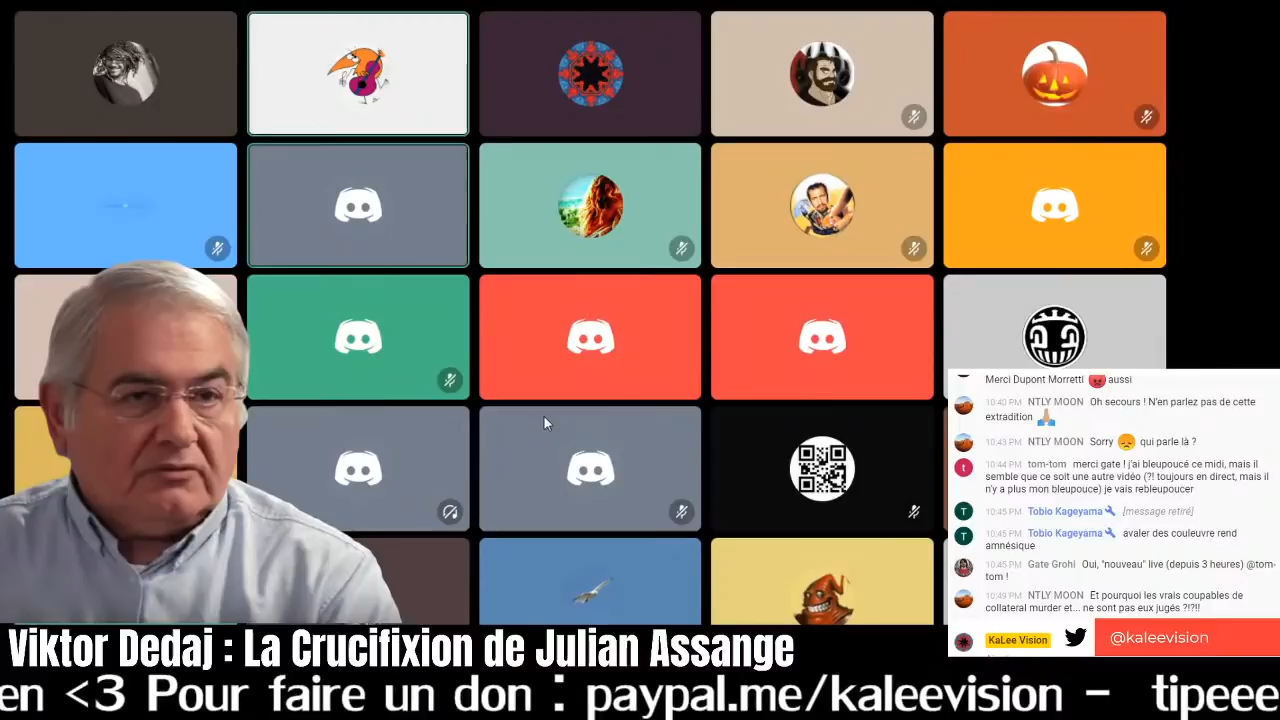 Merci Dupont Morretti 😡 aussi
10:40 PM NTLY MOON Oh secours ! N'en parlez pas de cette
extradition 🙏🏼
10:43 PM NTLY MOON Sorry 😞 qui parle là ?
10:44 PM tom-tom merci gate ! j'ai bleupoucé ce midi, mais il
semble que ce soit une autre vidéo (?! toujours en direct, mais il
n'y a plus mon bleupouce) je vais rebleupoucer
10:45 PM Tobio Kageyama [message retiré]
10:45 PM Tobio Kageyama avaler des couleuvre rend
amnésique
10:45 PM Gate Grohi Oui, "nouveau" live (depuis 3 heures) @tom-
tom !
10:49 PM NTLY MOON Et pourquoi les vrais coupables de
collateral murder et... ne sont pas eux jugés ?!?!!
KaLee Vision
@kaleevision
Viktor Dedaj : La Crucifixion de Julian Assange
en <3 Pour faire un don : paypal.me/kaleevision - tipeee